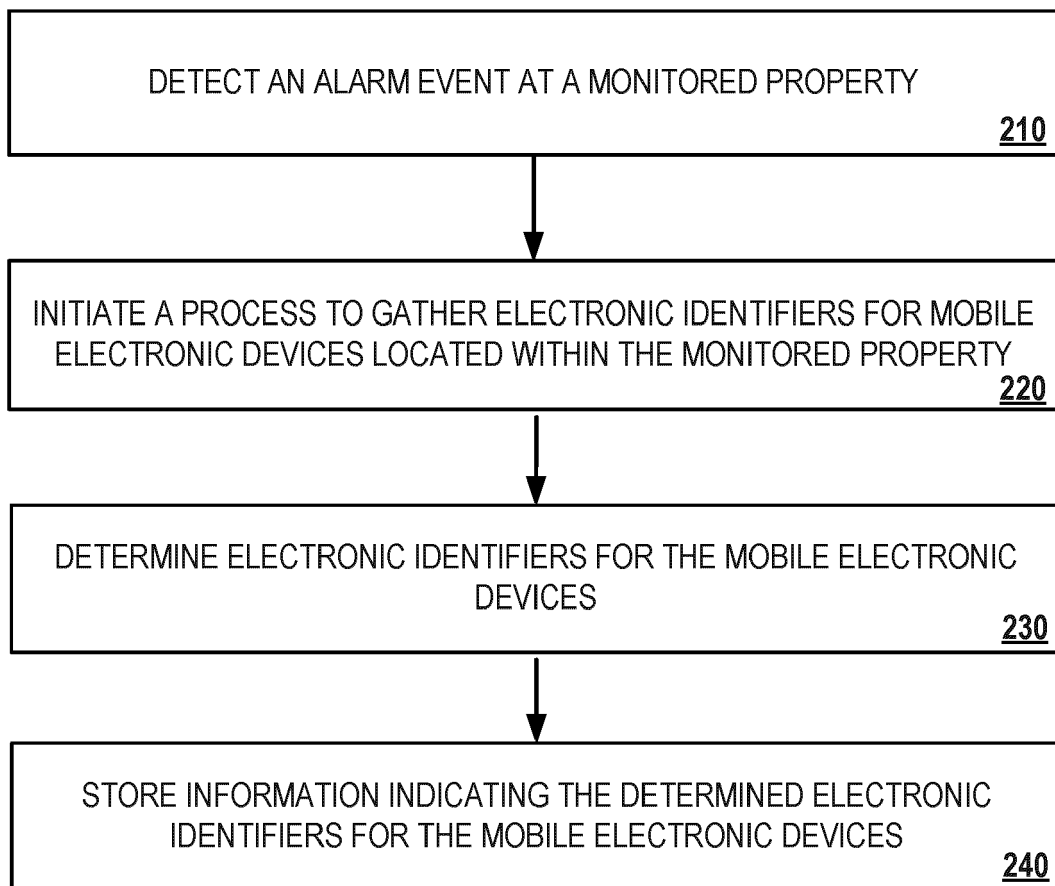 DETECT AN ALARM EVENT AT A MONITORED PROPERTY
210
INITIATE A PROCESS TO GATHER ELECTRONIC IDENTIFIERS FOR MOBILE
ELECTRONIC DEVICES LOCATED WITHIN THE MONITORED PROPERTY
220
DETERMINE ELECTRONIC IDENTIFIERS FOR THE MOBILE ELECTRONIC
DEVICES
230
STORE INFORMATION INDICATING THE DETERMINED ELECTRONIC
IDENTIFIERS FOR THE MOBILE ELECTRONIC DEVICES
240